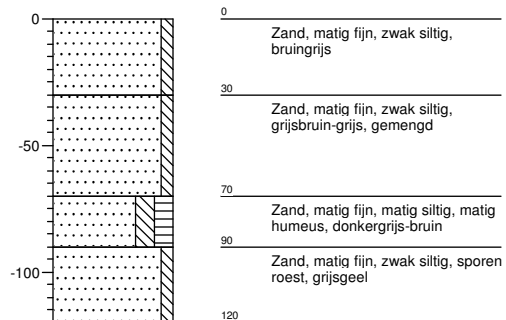 0
0
Zand, matig fijn, zwak siltig,
bruingrijs
30
Zand, matig fijn, zwak siltig,
grijsbruin-grijs, gemengd
-50
70
Zand, matig fijn, matig siltig, matig
humeus, donkergrijs-bruin
90
Zand, matig fijn, zwak siltig, sporen
roest, grijsgeel
-100
120